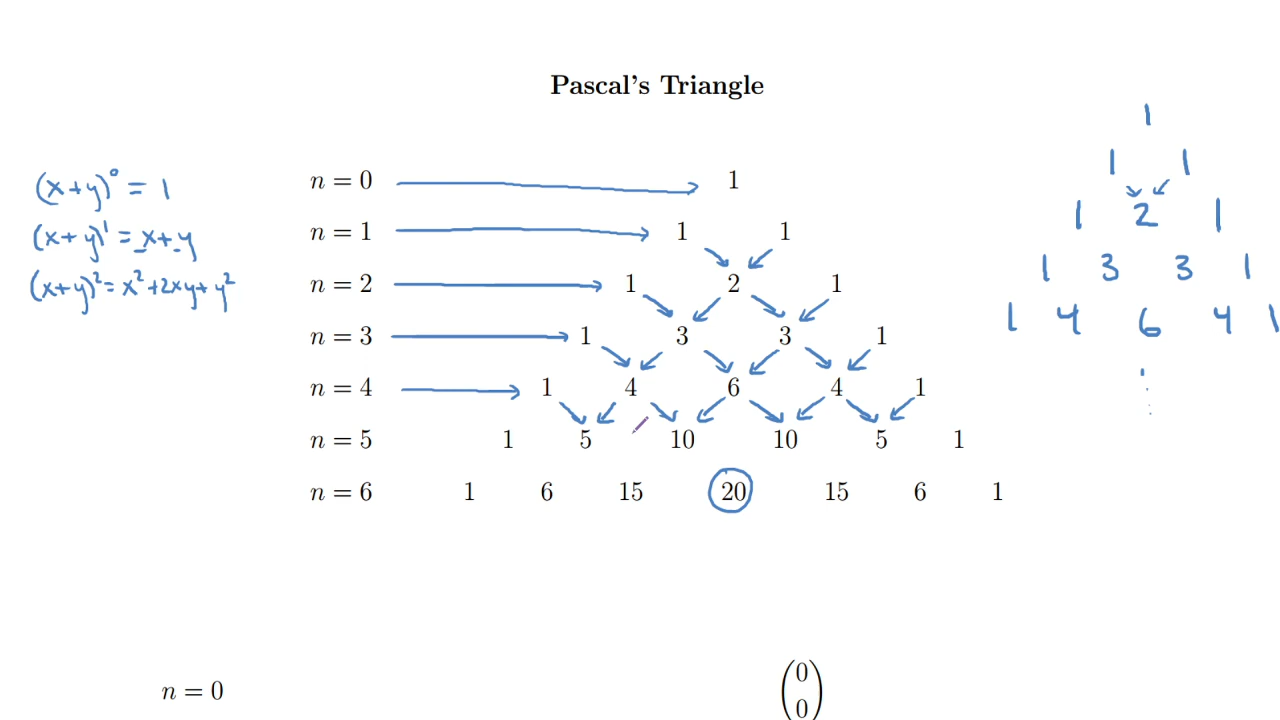 Pascal's Triangle
(x+y)⁰ = 1
(x+y)¹ = x+y
(x+y)² = x²+2xy+y²
n = 0 1
n = 1 1 1
n = 2 1 2 1
n = 3 1 3 3 1
n = 4 1 4 6 4 1
n = 5 1 5 10 10 5 1
n = 6 1 6 15 20 15 6 1
1
1 1
1 2 1
1 3 3 1
1 4 6 4 1
n = 0 (0
0)